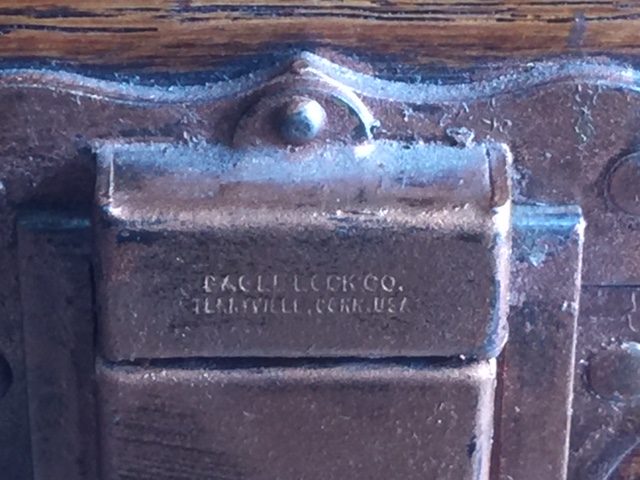 EAGLE LOCK CO.
TERRYVILLE, CONN. USA